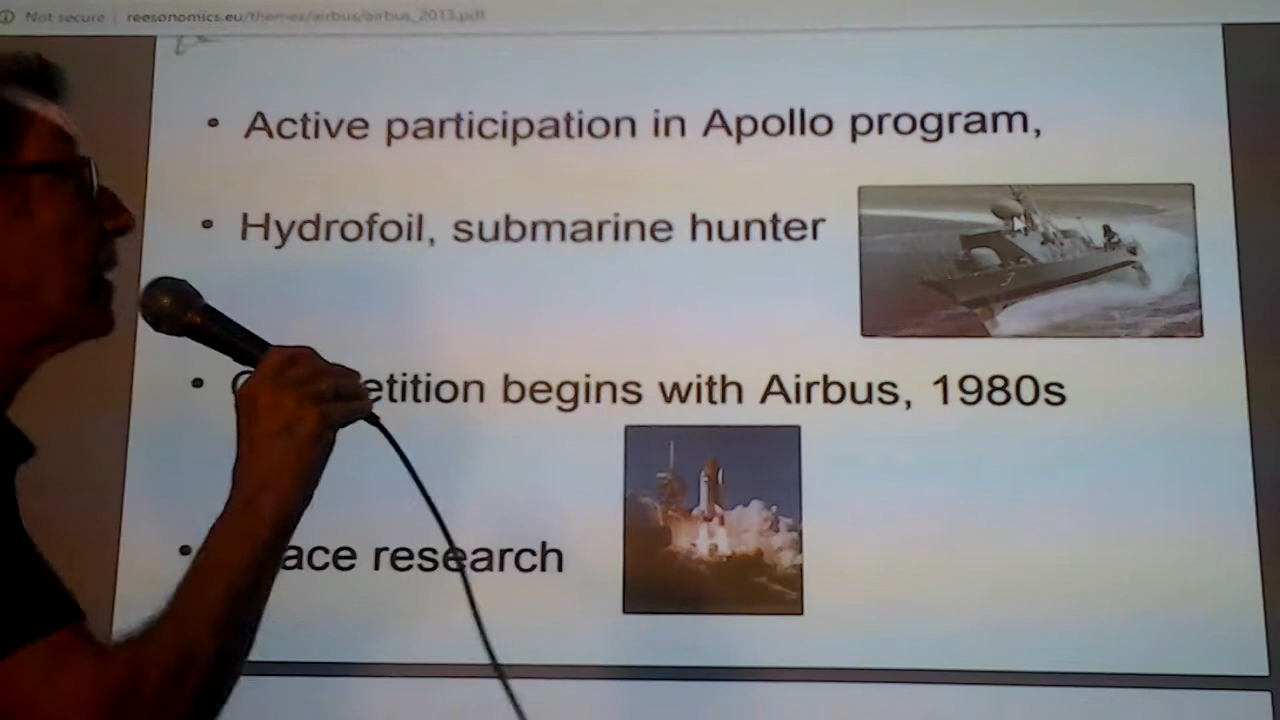 Not secure | reesonomics.eu/themes/airbus/airbus_2013.pdf
• Active participation in Apollo program,
• Hydrofoil, submarine hunter
• etition begins with Airbus, 1980s
• ace research